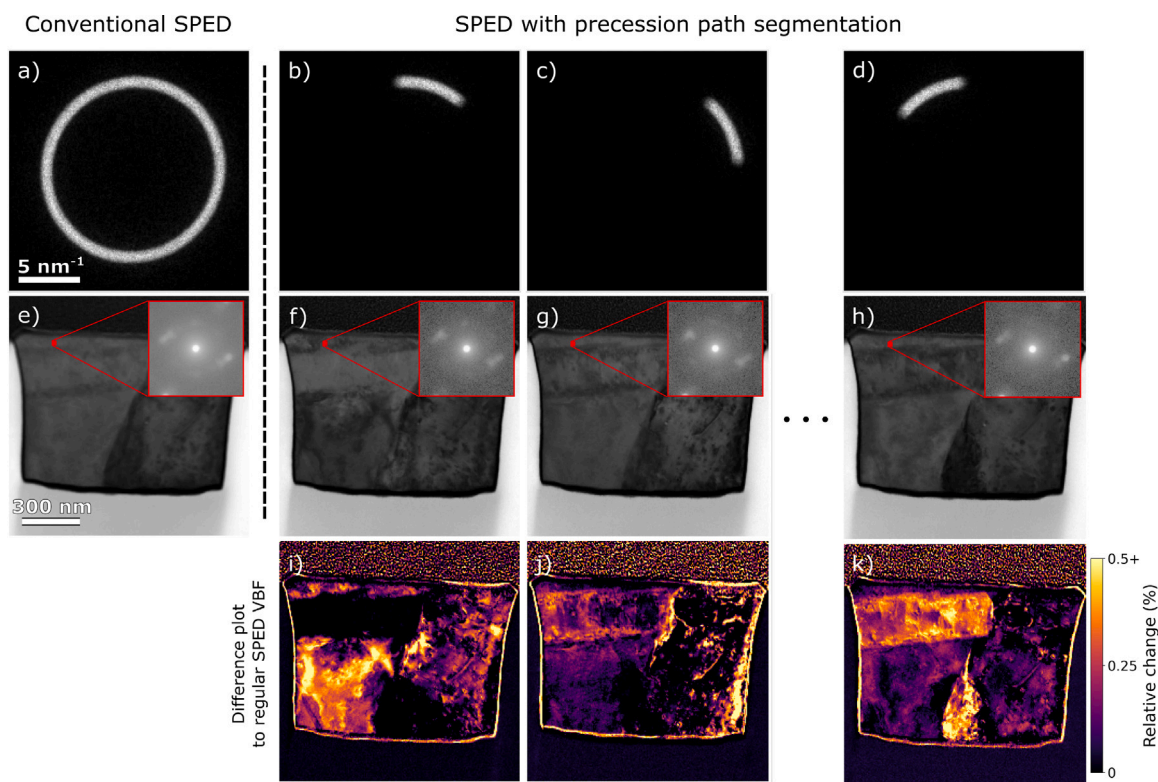 Conventional SPED
SPED with precession path segmentation
a)
b)
c)
d)
5 nm⁻¹
e)
f)
g)
h)
300 nm
• • •
i)
j)
k)
Difference plot
to regular SPED VBF
0.5+
0.25
0
Relative change (%)